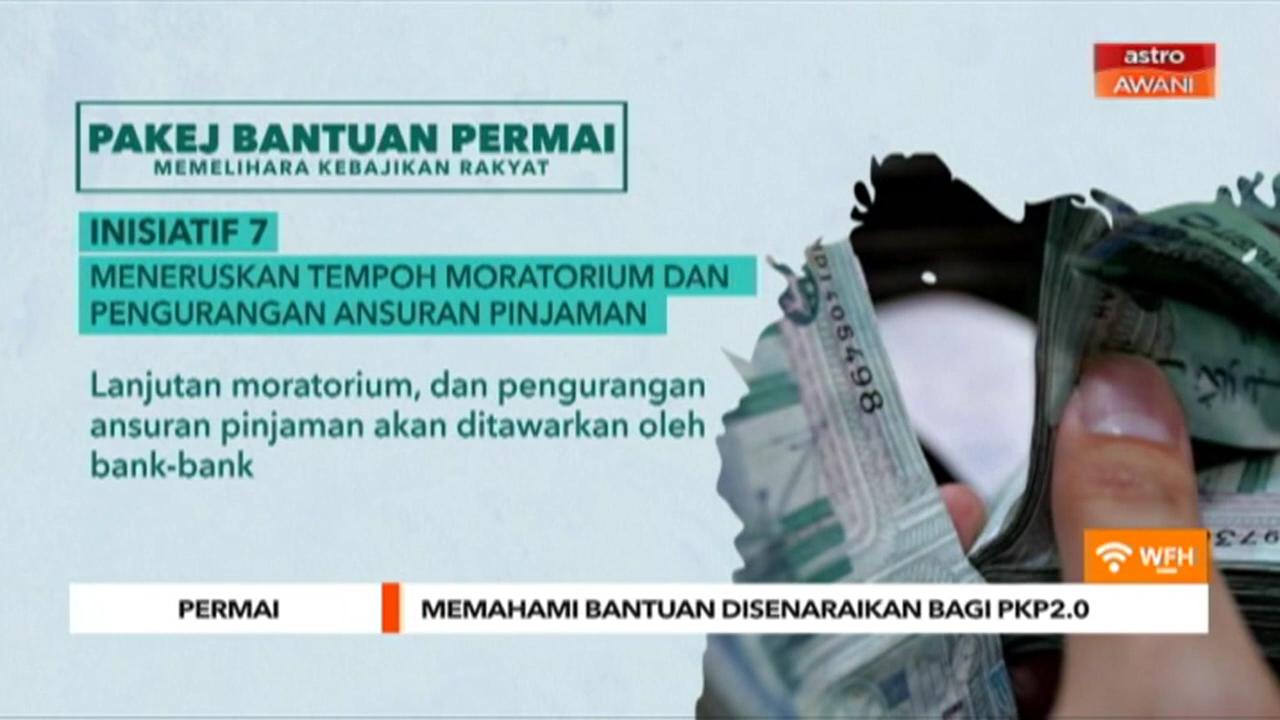 astro
AWANI
PAKEJ BANTUAN PERMAI
MEMELIHARA KEBAJIKAN RAKYAT
INISIATIF 7
MENERUSKAN TEMPOH MORATORIUM DAN
PENGURANGAN ANSURAN PINJAMAN
Lanjutan moratorium, dan pengurangan
ansuran pinjaman akan ditawarkan oleh
bank-bank
1405498
WFH
PERMAI
MEMAHAMI BANTUAN DISENARAIKAN BAGI PKP2.0